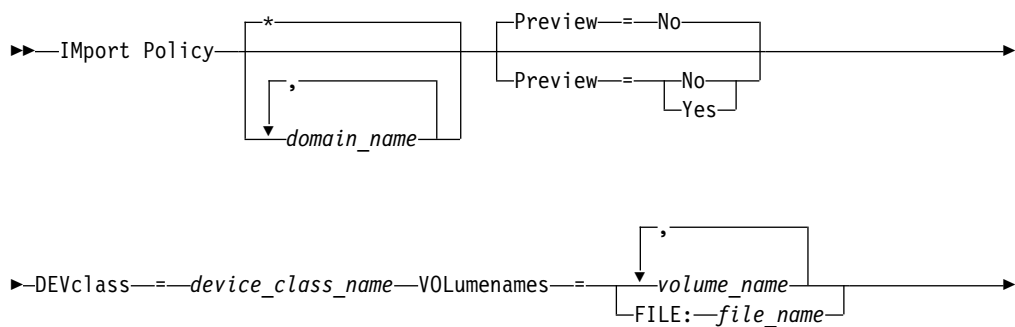 *
Preview = No
IMport Policy
,
domain_name
Preview = No
Yes
,
DEVclass = device_class_name VOLumenames = volume_name
FILE: file_name